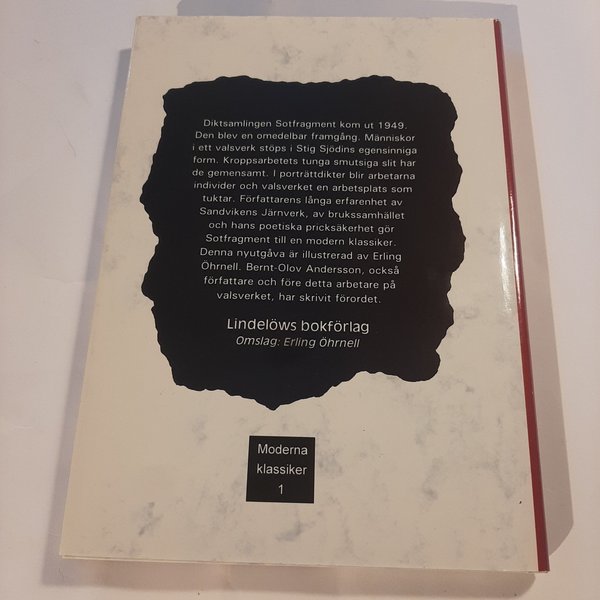 Diktsamlingen Sotfragment kom ut 1949.
Den blev en omedelbar framgång. Människor
i ett valsverk stöps i Stig Sjödins egensinniga
form. Kroppsarbetets tunga smutsiga slit har
de gemensamt. I porträttdikter blir arbetarna
individer och valsverket en arbetsplats som
tuktar. Författarens långa erfarenhet av
Sandvikens Järnverk, av brukssamhället
och hans poetiska pricksäkerhet gör
Sotfragment till en modern klassiker.
Denna nyutgåva är illustrerad av Erling
Öhrnell. Bernt-Olov Andersson, också
författare och före detta arbetare på
valsverket, har skrivit förordet.
Lindelöws bokförlag
Omslag: Erling Öhrnell
Moderna
klassiker
1